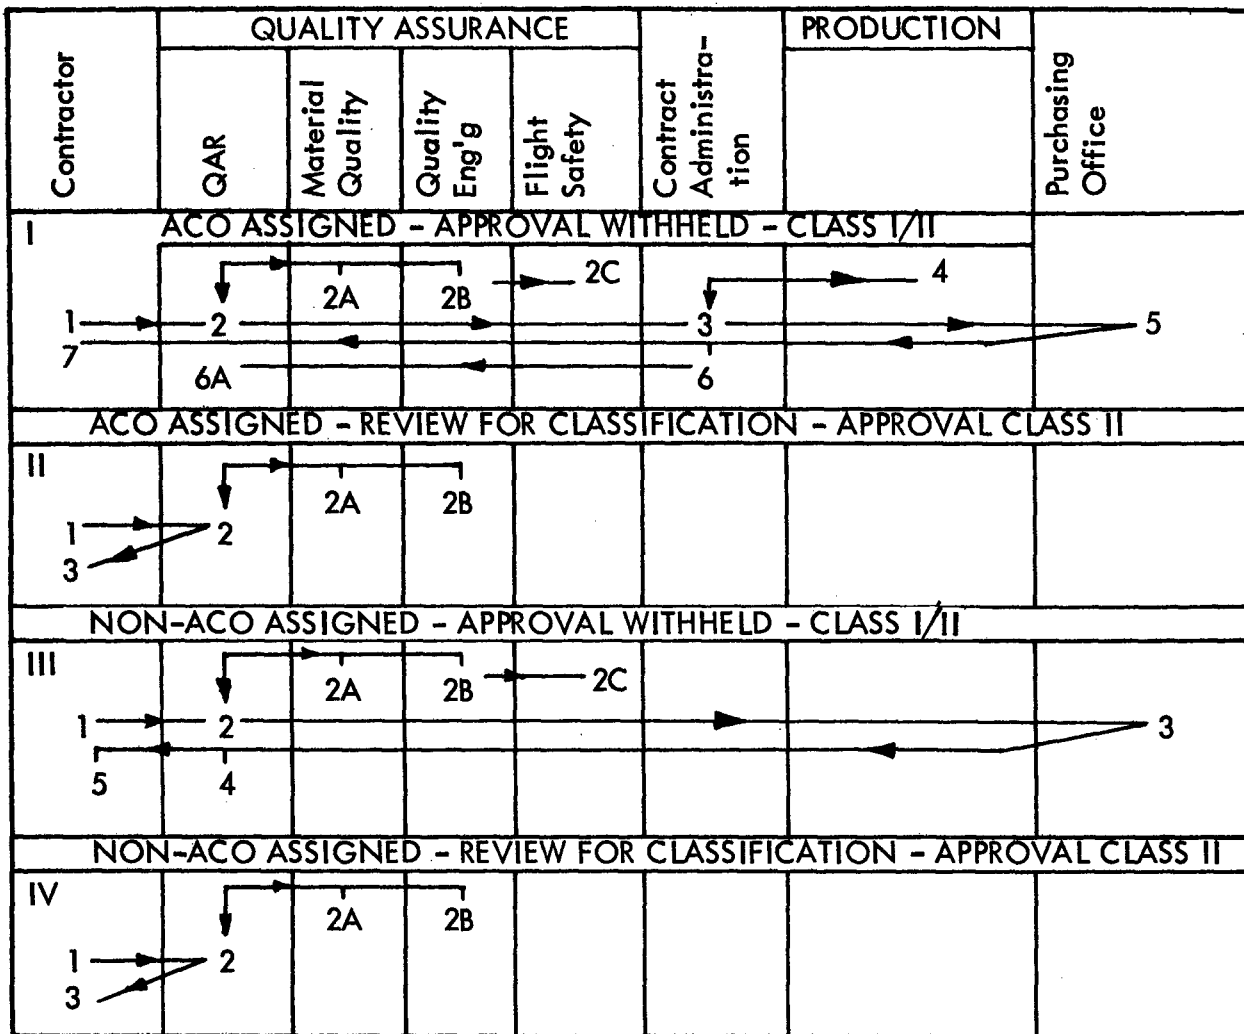 QUALITY ASSURANCE
PRODUCTION
Contractor
QAR
Material
Quality
Quality
Eng'g
Flight
Safety
Contract
Administra-
tion
Purchasing
Office
I
ACO ASSIGNED - APPROVAL WITHHELD - CLASS I/II
2A 2B 2C 4
1 2 3 5
7
6A 6
ACO ASSIGNED - REVIEW FOR CLASSIFICATION - APPROVAL CLASS II
II
2A 2B
1 2
3
NON-ACO ASSIGNED - APPROVAL WITHHELD - CLASS I/II
III
2A 2B 2C
1 2 3
5 4
NON-ACO ASSIGNED - REVIEW FOR CLASSIFICATION - APPROVAL CLASS II
IV
2A 2B
1 2
3